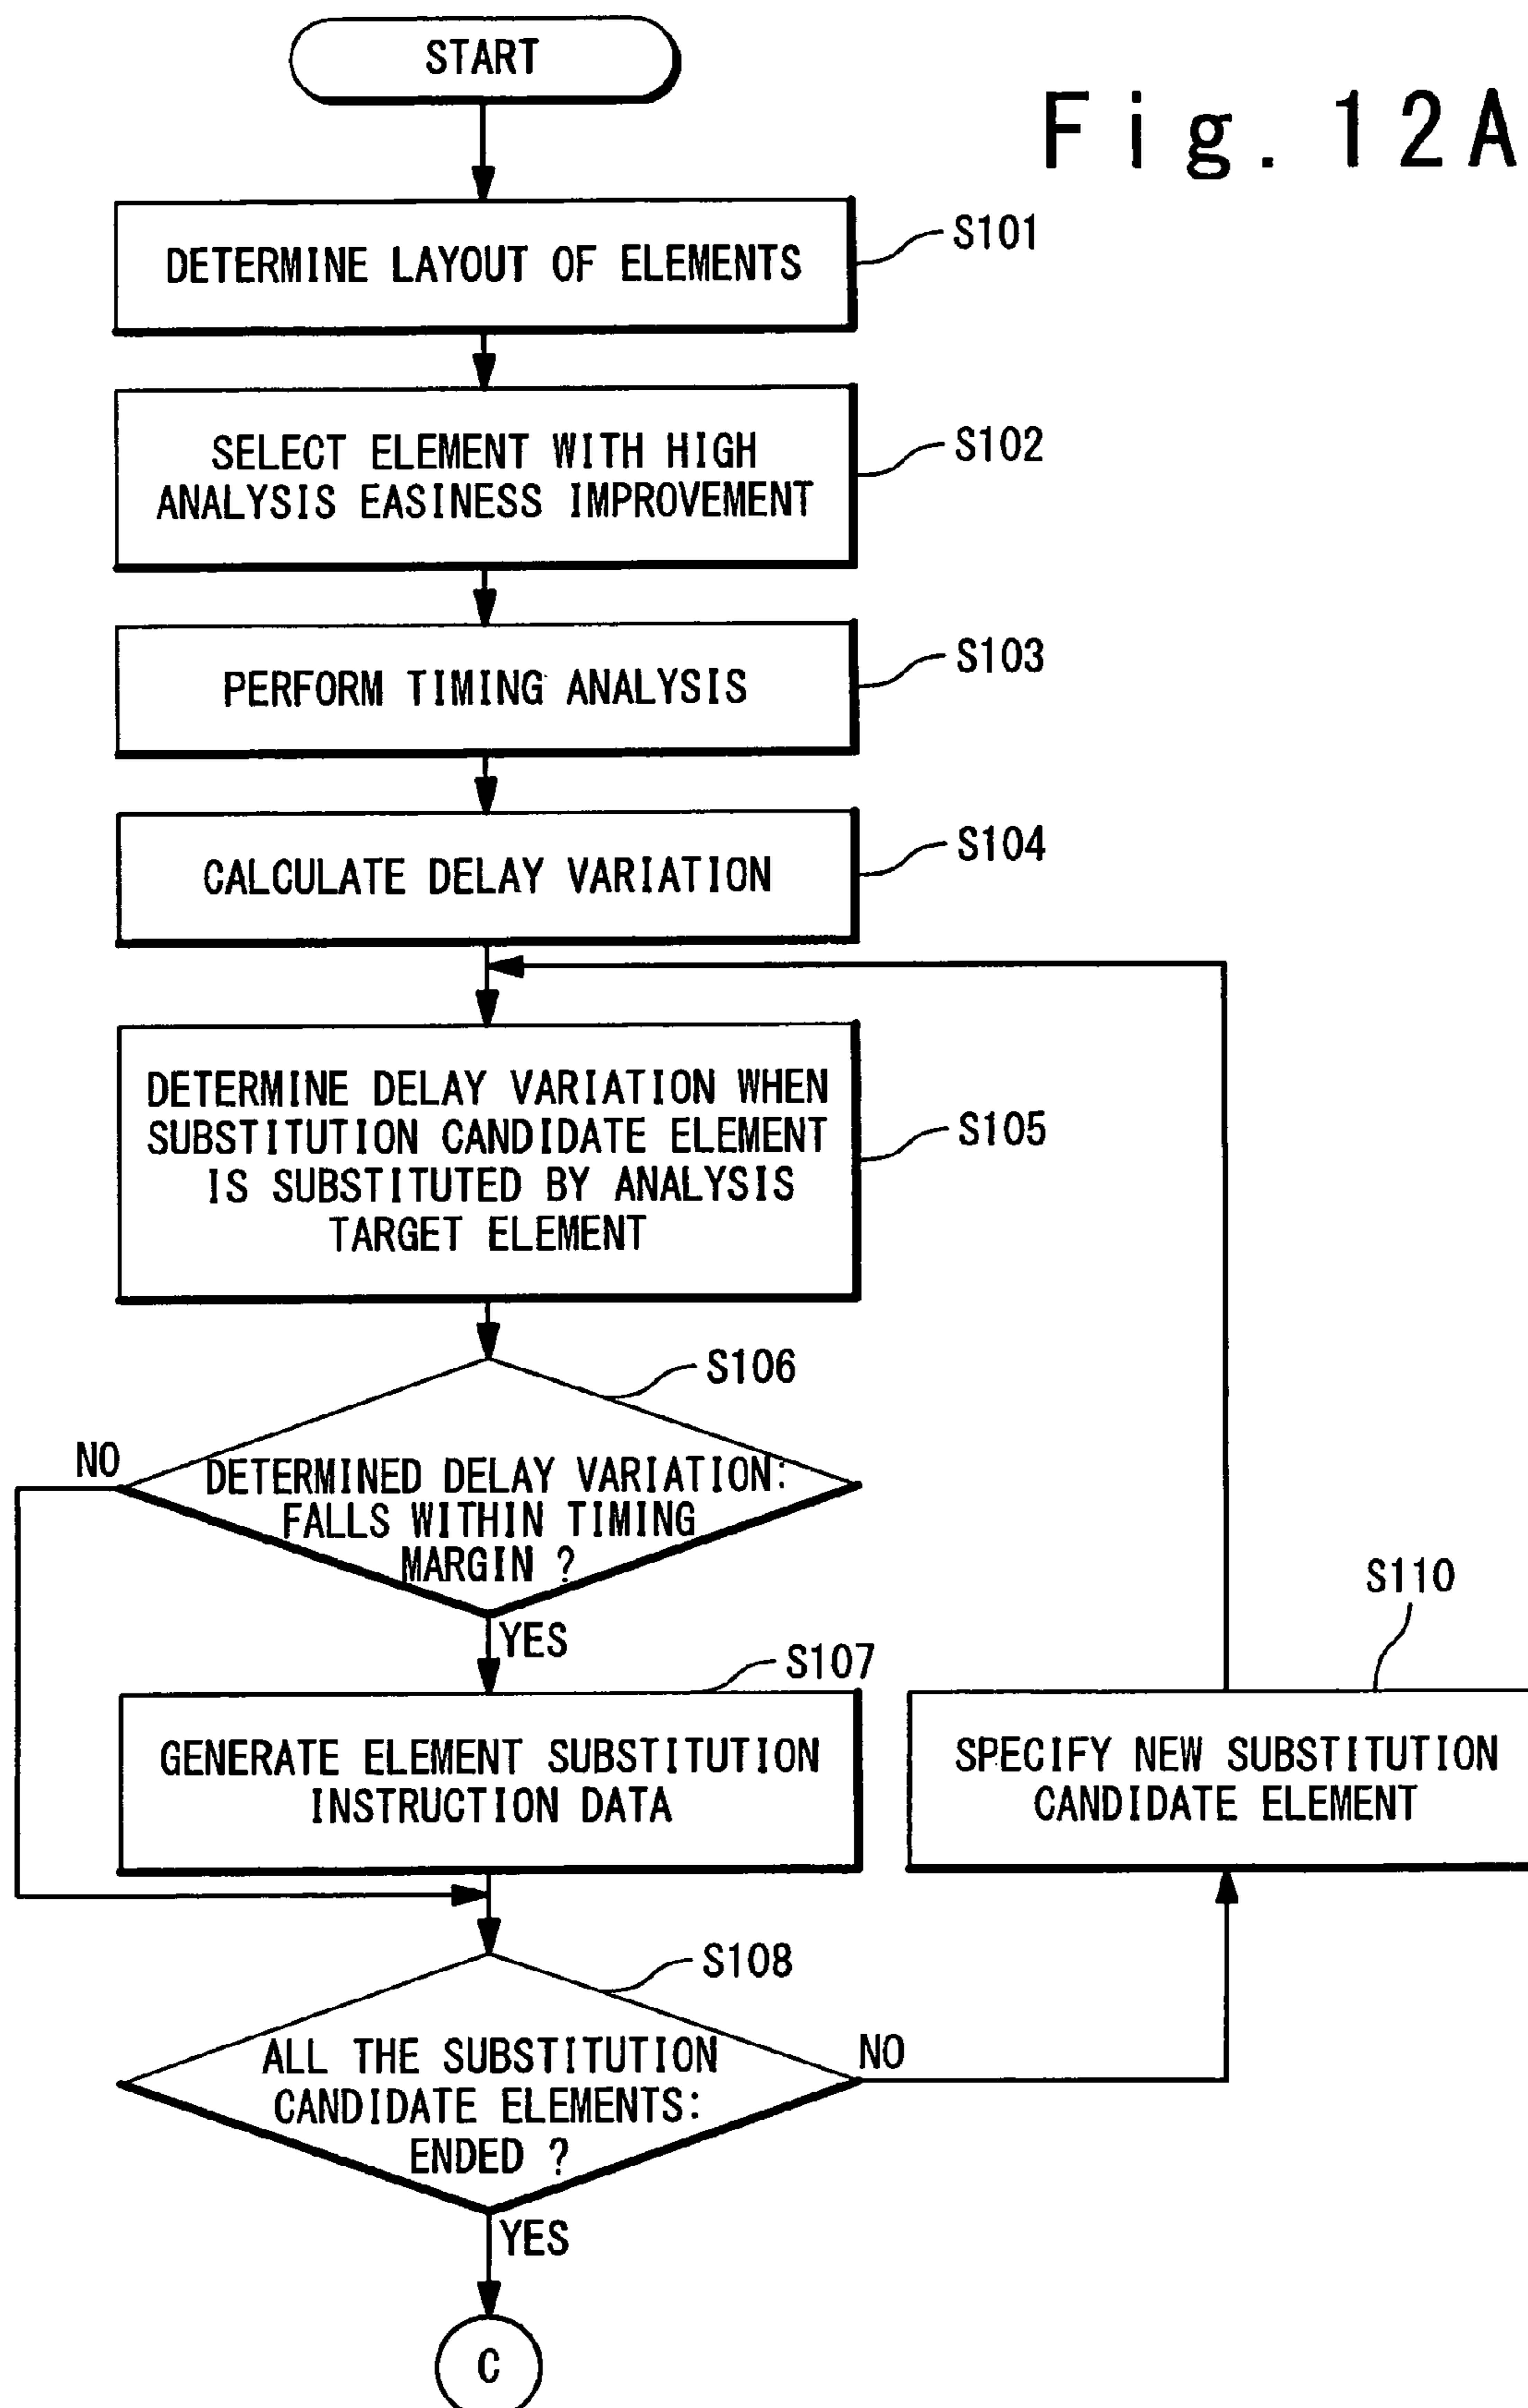 START
Fig. 12A
DETERMINE LAYOUT OF ELEMENTS
S101
SELECT ELEMENT WITH HIGH
ANALYSIS EASINESS IMPROVEMENT
S102
PERFORM TIMING ANALYSIS
S103
CALCULATE DELAY VARIATION
S104
DETERMINE DELAY VARIATION WHEN
SUBSTITUTION CANDIDATE ELEMENT
IS SUBSTITUTED BY ANALYSIS
TARGET ELEMENT
S105
S106
NO
DETERMINED DELAY VARIATION:
FALLS WITHIN TIMING
MARGIN ?
YES
S107
GENERATE ELEMENT SUBSTITUTION
INSTRUCTION DATA
S110
SPECIFY NEW SUBSTITUTION
CANDIDATE ELEMENT
S108
ALL THE SUBSTITUTION
CANDIDATE ELEMENTS:
ENDED ?
NO
YES
C